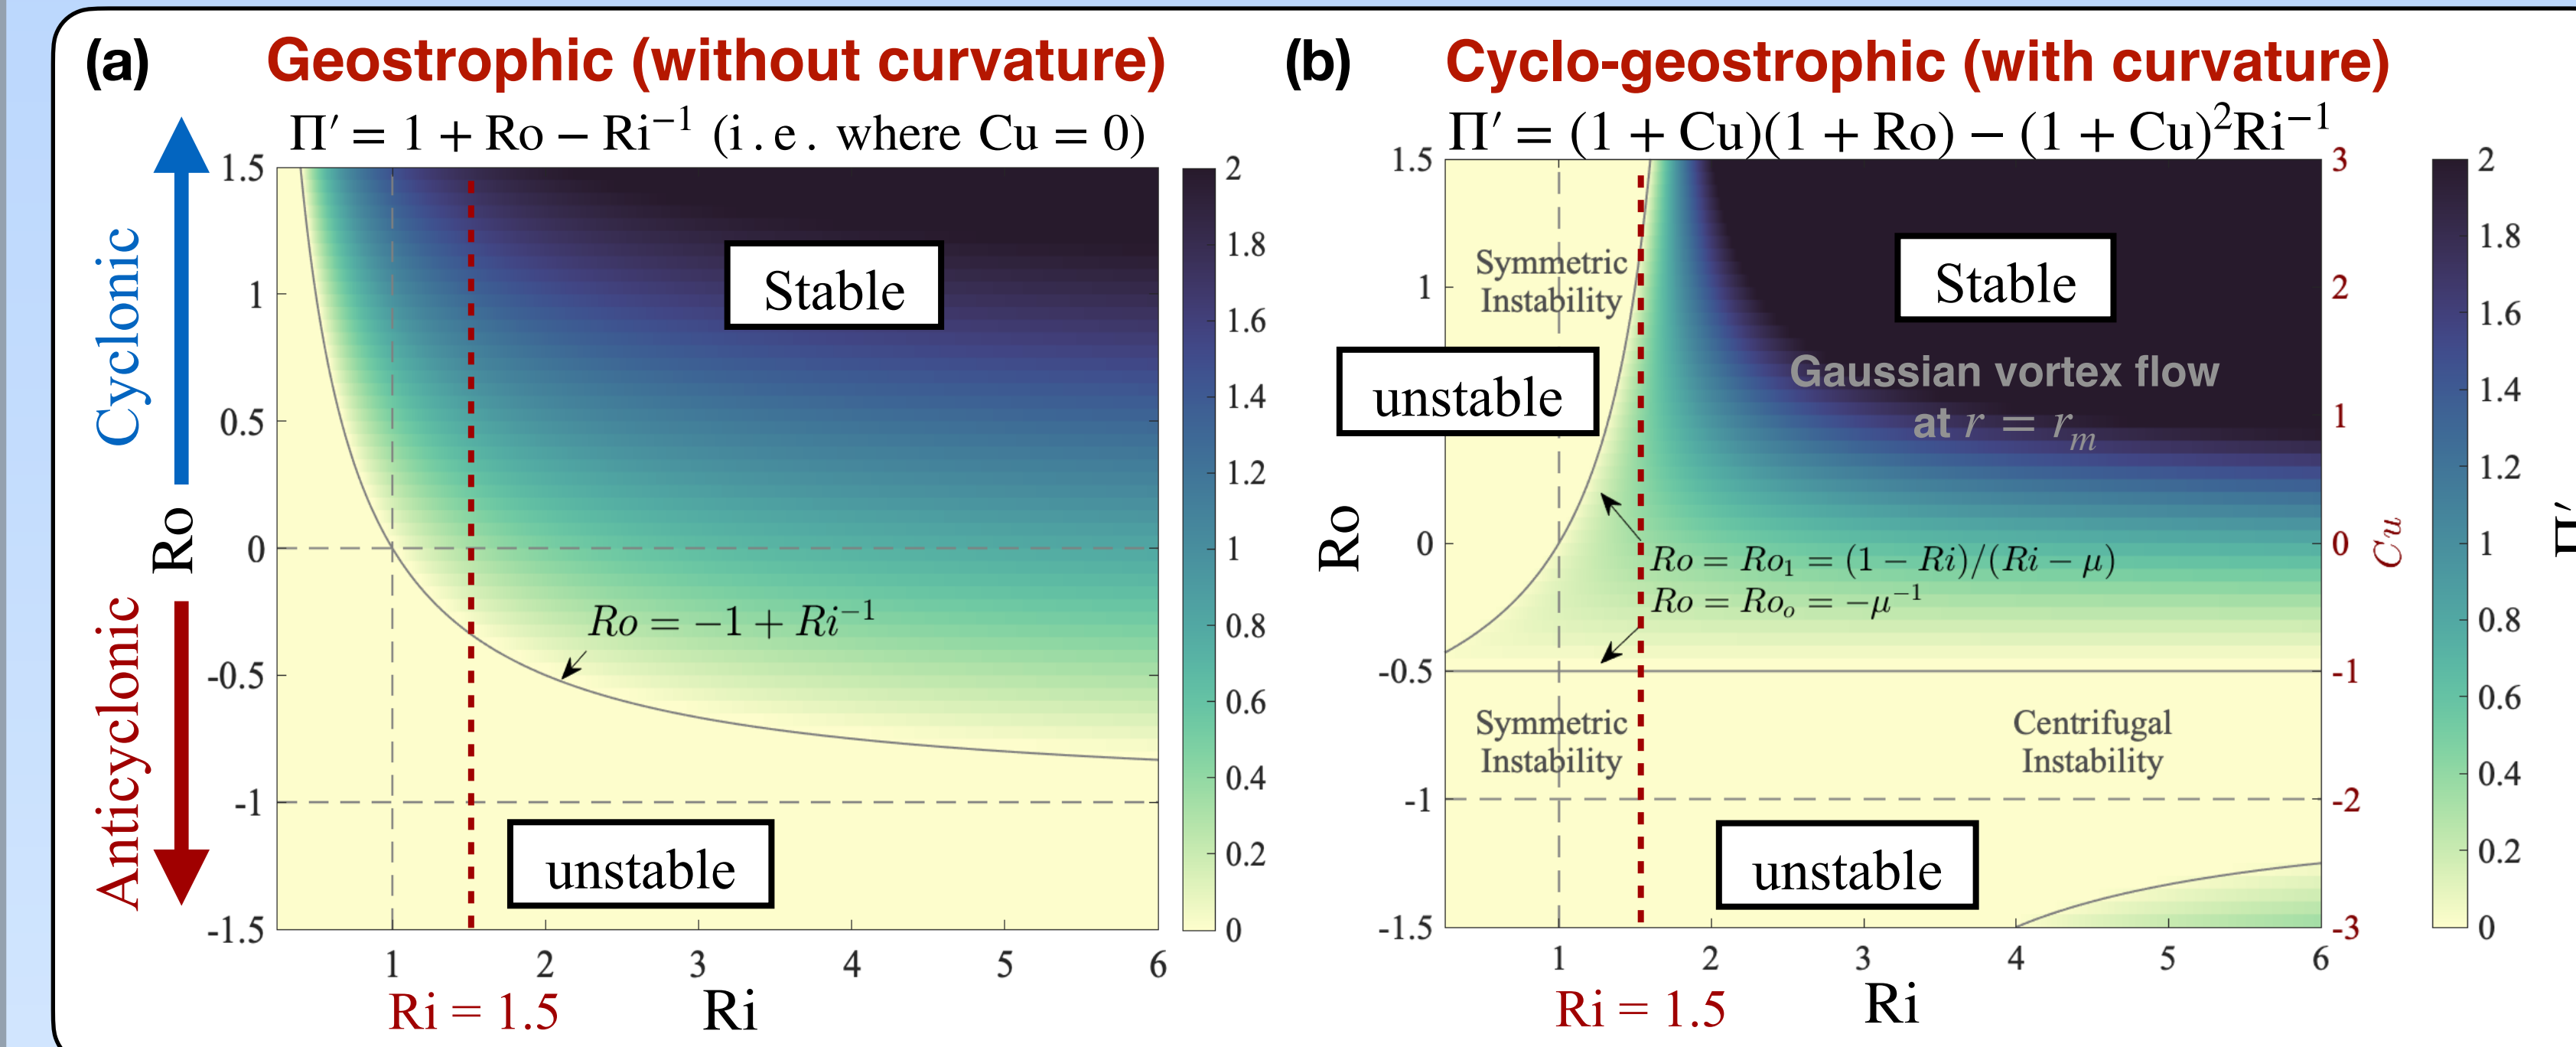 (a) Geostrophic (without curvature)
Π′ = 1 + Ro − Ri⁻¹ (i.e. where Cu = 0)
Cyclonic
Ro
Anticyclonic
1.5
1
0.5
0
-0.5
-1
-1.5
Stable
Ro = −1 + Ri⁻¹
unstable
1
2
3
4
5
6
Ri = 1.5
Ri
2
1.8
1.6
1.4
1.2
1
0.8
0.6
0.4
0.2
0
(b) Cyclo-geostrophic (with curvature)
Π′ = (1 + Cu)(1 + Ro) − (1 + Cu)²Ri⁻¹
Ro
1.5
1
0
-0.5
-1
-1.5
Symmetric
Instability
Stable
unstable
Gaussian vortex flow
at r = rₘ
Ro = Ro₁ = (1 − Ri)/(Ri − μ)
Ro = Roₒ = −μ⁻¹
Symmetric
Instability
Centrifugal
Instability
unstable
1
2
3
4
5
6
Ri = 1.5
Ri
3
2
1
0
-1
-2
-3
Cu
2
1.8
1.6
1.4
1.2
1
0.8
0.6
0.4
0.2
0